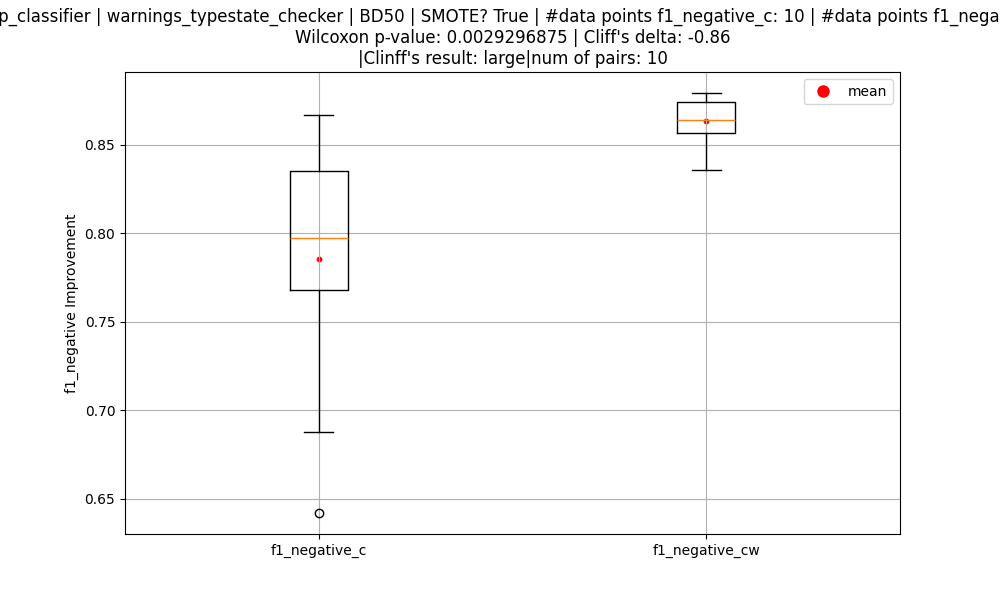 p_classifier | warnings_typestate_checker | BD50 | SMOTE? True | #data points f1_negative_c: 10 | #data points f1_nega
Wilcoxon p-value: 0.0029296875 | Cliff's delta: -0.86
|Clinff's result: large|num of pairs: 10
mean
0.85
0.80
0.75
0.70
0.65
f1_negative Improvement
f1_negative_c
f1_negative_cw